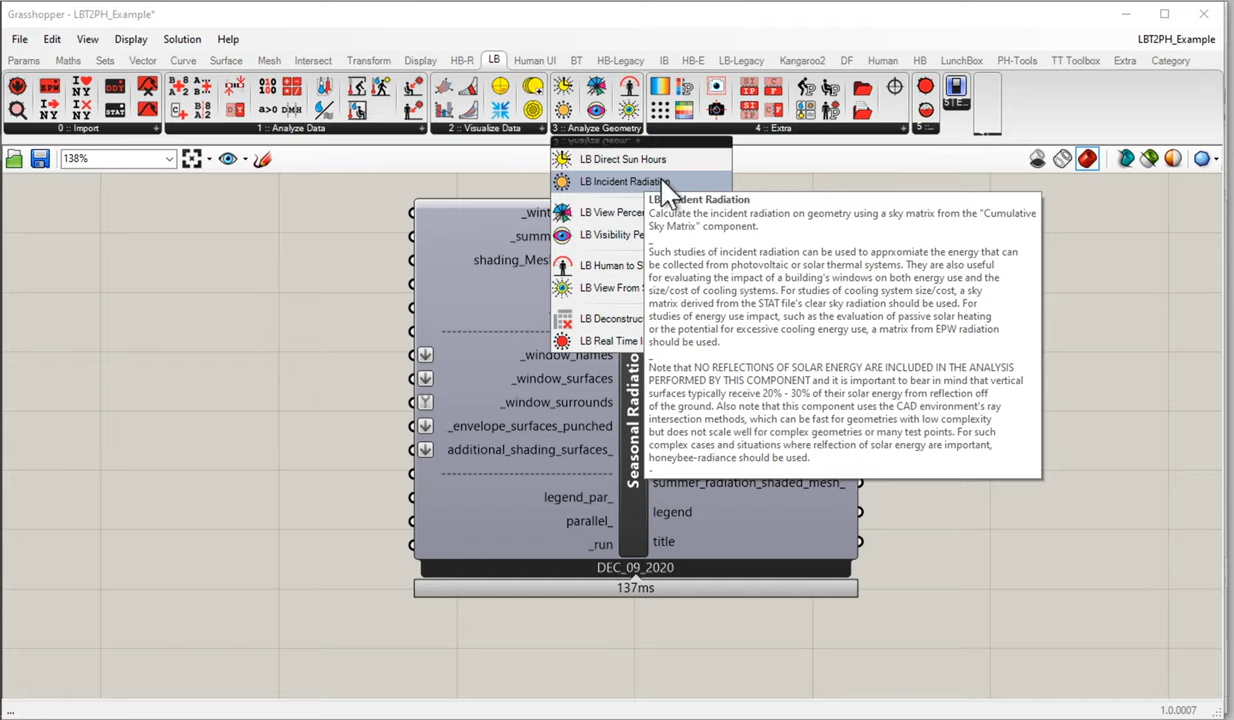 Grasshopper - LBT2PH_Example*
File Edit View Display Solution Help
LBT2PH_Example*
Params Maths Sets Vector Curve Surface Mesh Intersect Transform Display HB-R LB Human UI BT HB-Legacy IB HB-E LB-Legacy Kangaroo2 DF Human HB LunchBox PH-Tools TT Toolbox Extra Category
0 :: Import
1 :: Analyze Data
2 :: Visualize Data
3 :: Analyze Geometry
4 :: Extra
5 ::
138%
LB Direct Sun Hours
LB Incident Radiation
LB View Percen
LB Visibility Pe
LB Human to S
LB View From S
LB Deconstruc
LB Real Time I
Incident Radiation
Calculate the incident radiation on geometry using a sky matrix from the "Cumulative
Sky Matrix" component.
_
Such studies of incident radiation can be used to apprxomiate the energy that can
be collected from photovoltaic or solar thermal systems. They are also useful
for evaluating the impact of a building's windows on both energy use and the
size/cost of cooling systems. For studies of cooling system size/cost, a sky
matrix derived from the STAT file's clear sky radiation should be used. For
studies of energy use impact, such as the evaluation of passive solar heating
or the potential for excessive cooling energy use, a matrix from EPW radiation
should be used.
_
Note that NO REFLECTIONS OF SOLAR ENERGY ARE INCLUDED IN THE ANALYSIS
PERFORMED BY THIS COMPONENT and it is important to bear in mind that vertical
surfaces typically receive 20% - 30% of their solar energy from reflection off
of the ground. Also note that this component uses the CAD environment's ray
intersection methods, which can be fast for geometries with low complexity
but does not scale well for complex geometries or many test points. For such
complex cases and situations where relfection of solar energy are important,
honeybee-radiance should be used.
-
_wint
_summ
shading_Mes
_window_names
_window_surfaces
_window_surrounds
_envelope_surfaces_punched
additional_shading_surfaces_
legend_par_
parallel_
_run
Seasonal Radiatio
summer_radiation_shaded_mesh_
legend
title
DEC_09_2020
137ms
...
1.0.0007